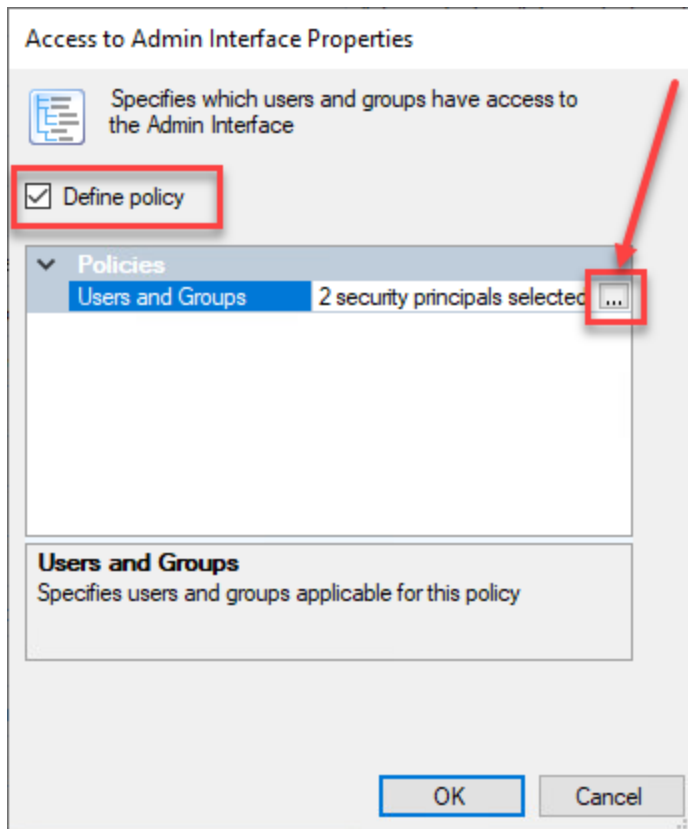 Access to Admin Interface Properties
Specifies which users and groups have access to
the Admin Interface
Define policy
Policies
Users and Groups 2 security principals selected ...
Users and Groups
Specifies users and groups applicable for this policy
OK Cancel